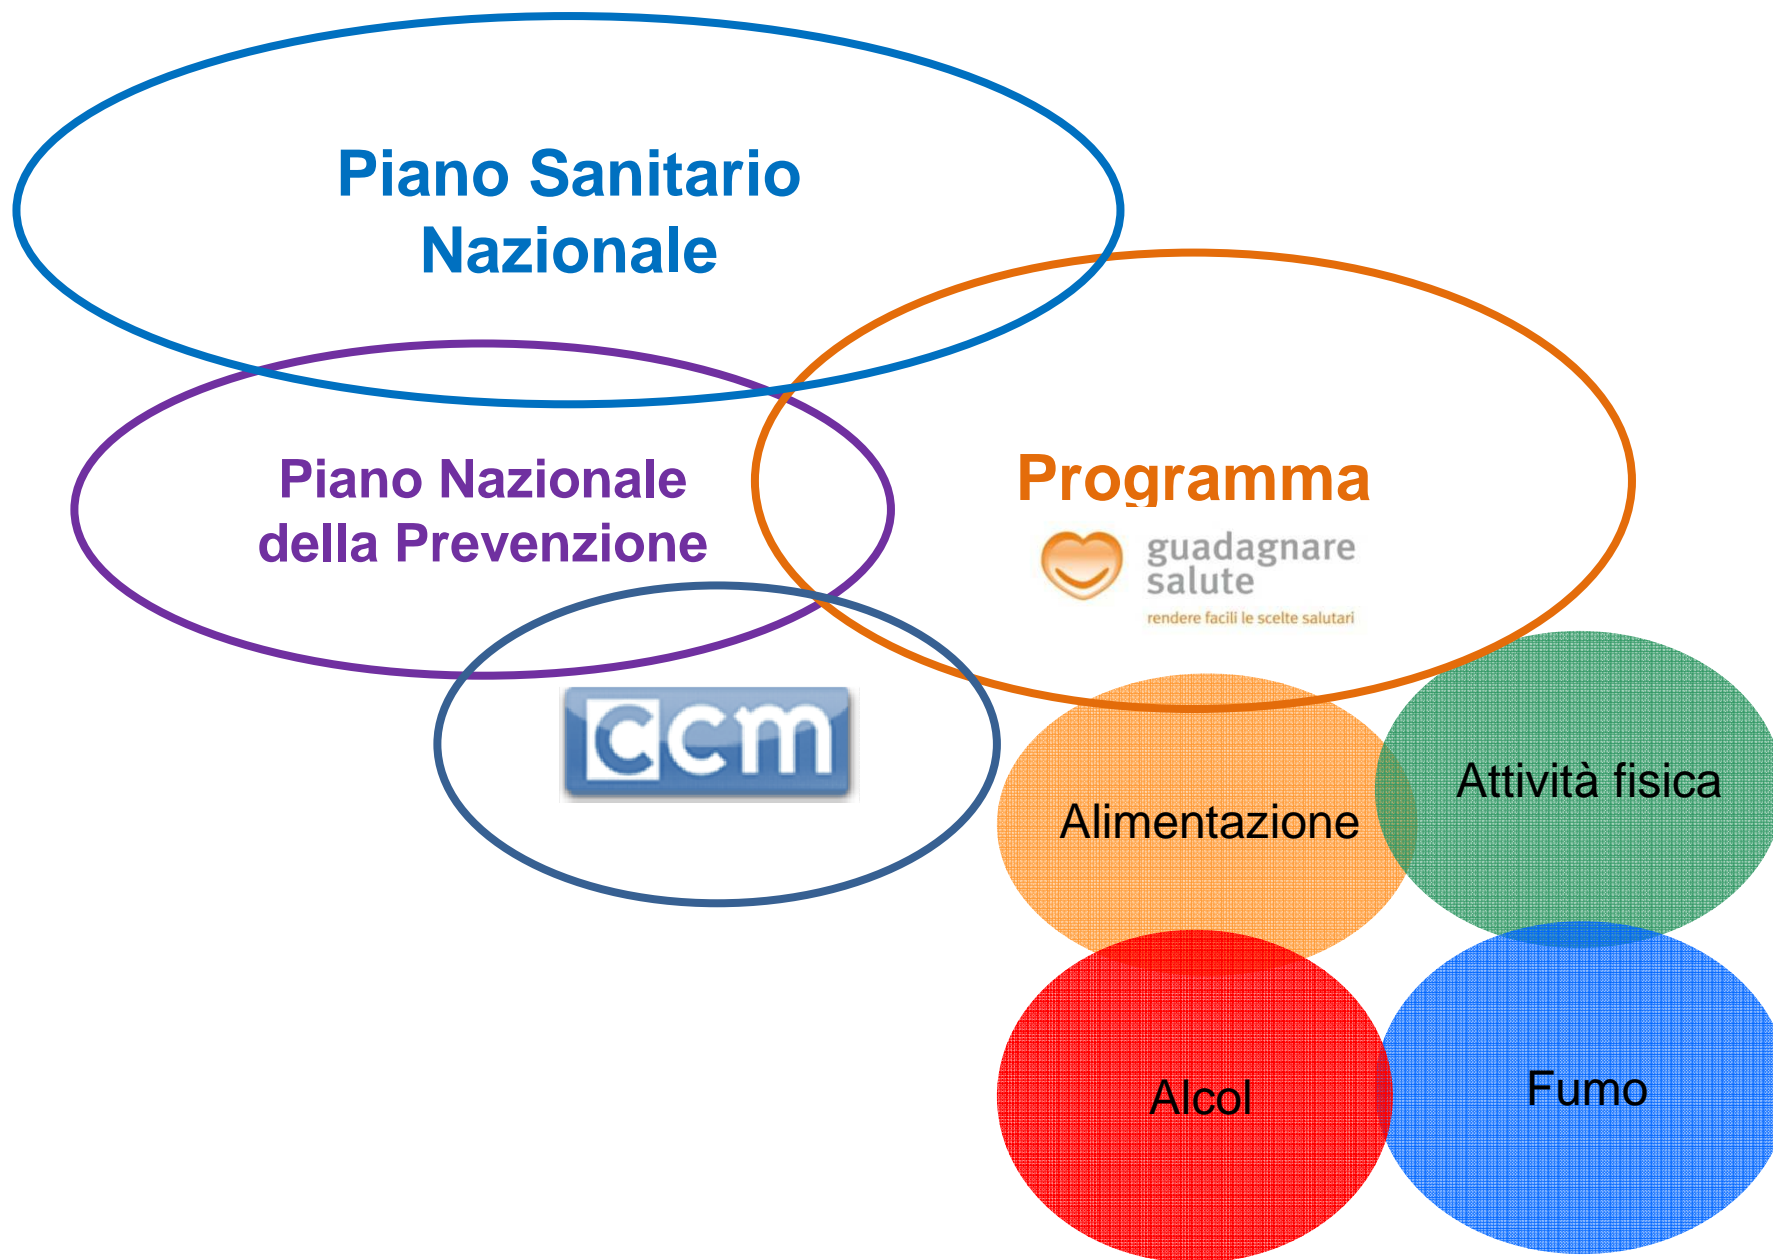 Piano Sanitario
Nazionale
Piano Nazionale
della Prevenzione
Programma
guadagnare
salute
rendere facili le scelte salutari
ccm
Attività fisica
Alimentazione
Alcol
Fumo